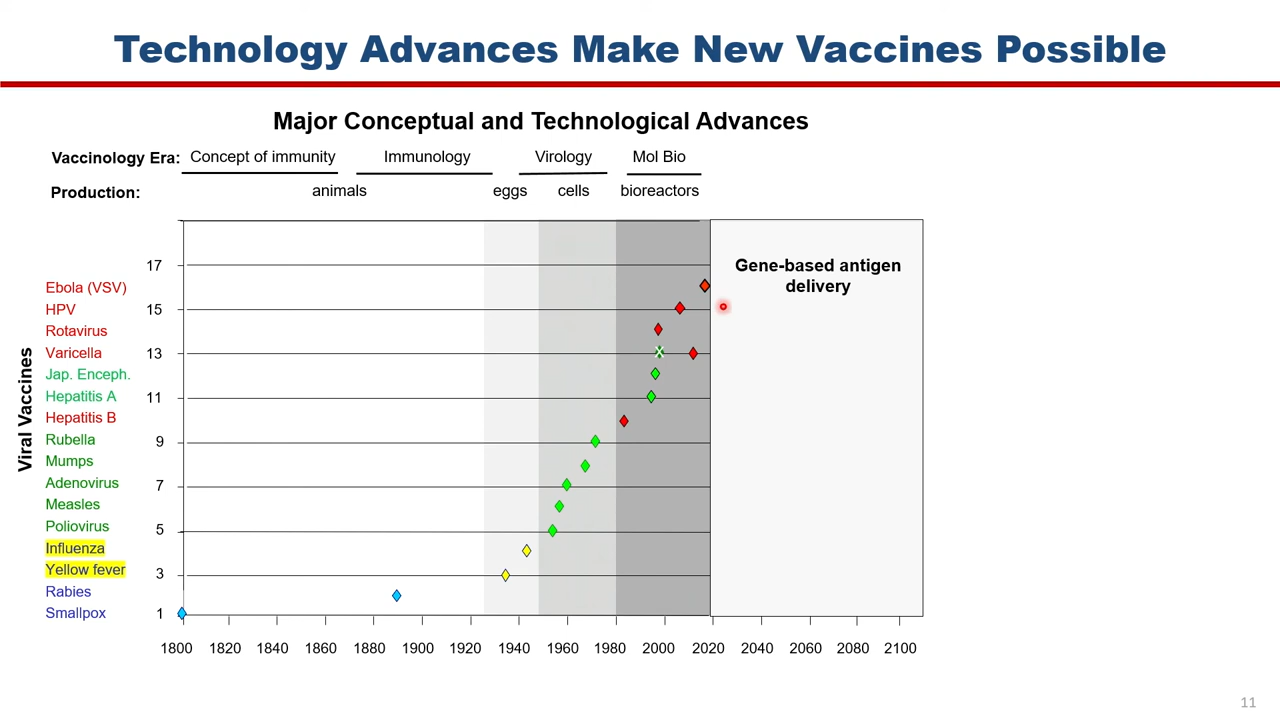 Technology Advances Make New Vaccines Possible
Major Conceptual and Technological Advances
Vaccinology Era: Concept of immunity Immunology Virology Mol Bio
Production: animals eggs cells bioreactors
Gene-based antigen
delivery
Viral Vaccines
17
Ebola (VSV)
HPV 15
Rotavirus
Varicella 13
Jap. Enceph.
Hepatitis A 11
Hepatitis B
Rubella 9
Mumps
Adenovirus 7
Measles
Poliovirus 5
Influenza
Yellow fever 3
Rabies
Smallpox 1
1800 1820 1840 1860 1880 1900 1920 1940 1960 1980 2000 2020 2040 2060 2080 2100
11